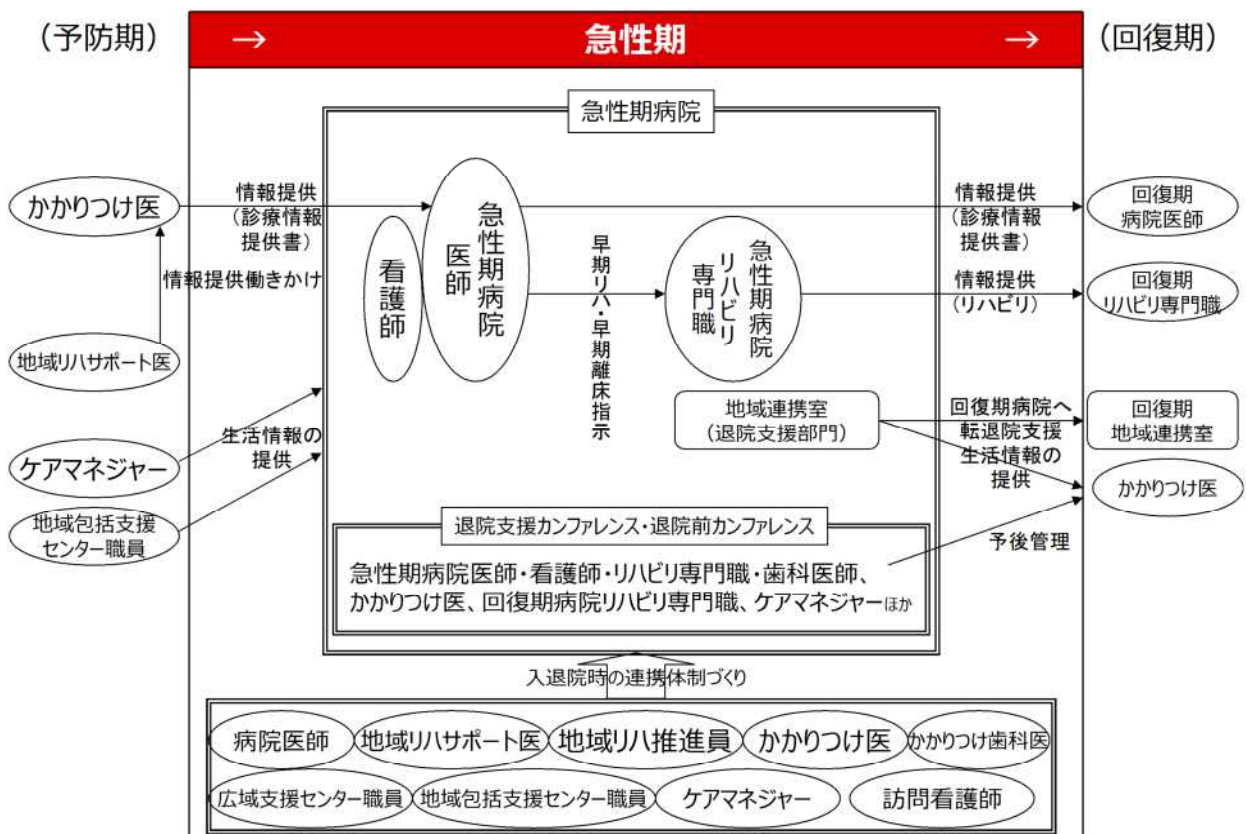 (予防期)
→
急性期
→
(回復期)
急性期病院
かかりつけ医
情報提供
(診療情報
提供書)
急性期病院
医師
看護師
情報提供
(診療情報
提供書)
回復期
病院医師
情報提供働きかけ
早期リハ・早期離床指示
急性期病院
リハビリ
専門職
情報提供
(リハビリ)
回復期
リハビリ専門職
地域リハサポート医
地域連携室
(退院支援部門)
回復期病院へ
転退院支援
生活情報の
提供
回復期
地域連携室
生活情報の
提供
ケアマネジャー
かかりつけ医
地域包括支援
センター職員
退院支援カンファレンス・退院前カンファレンス
予後管理
急性期病院医師・看護師・リハビリ専門職・歯科医師、
かかりつけ医、回復期病院リハビリ専門職、ケアマネジャーほか
入退院時の連携体制づくり
病院医師
地域リハサポート医
地域リハ推進員
かかりつけ医
かかりつけ歯科医
広域支援センター職員
地域包括支援センター職員
ケアマネジャー
訪問看護師